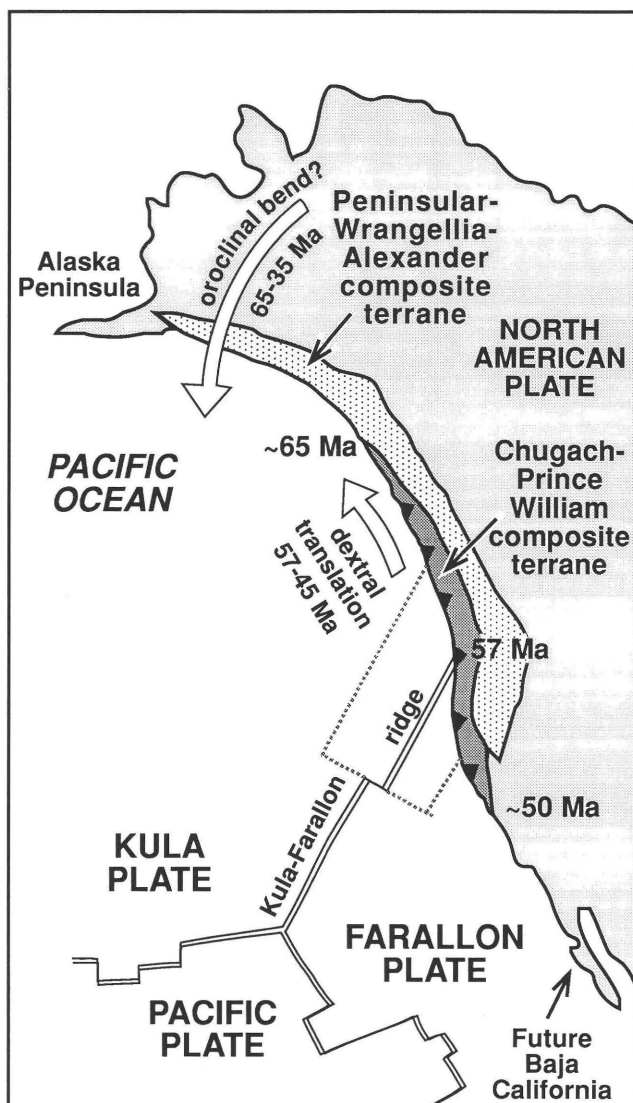 oroclinal bend?
65-35 Ma
Peninsular-
Wrangellia-
Alexander
composite
terrane
Alaska
Peninsula
NORTH
AMERICAN
PLATE
~65 Ma
PACIFIC
OCEAN
Chugach-
Prince
William
composite
terrane
dextral
translation
57-45 Ma
57 Ma
ridge
~50 Ma
Kula-Farallon
KULA
PLATE
FARALLON
PLATE
PACIFIC
PLATE
Future
Baja
California